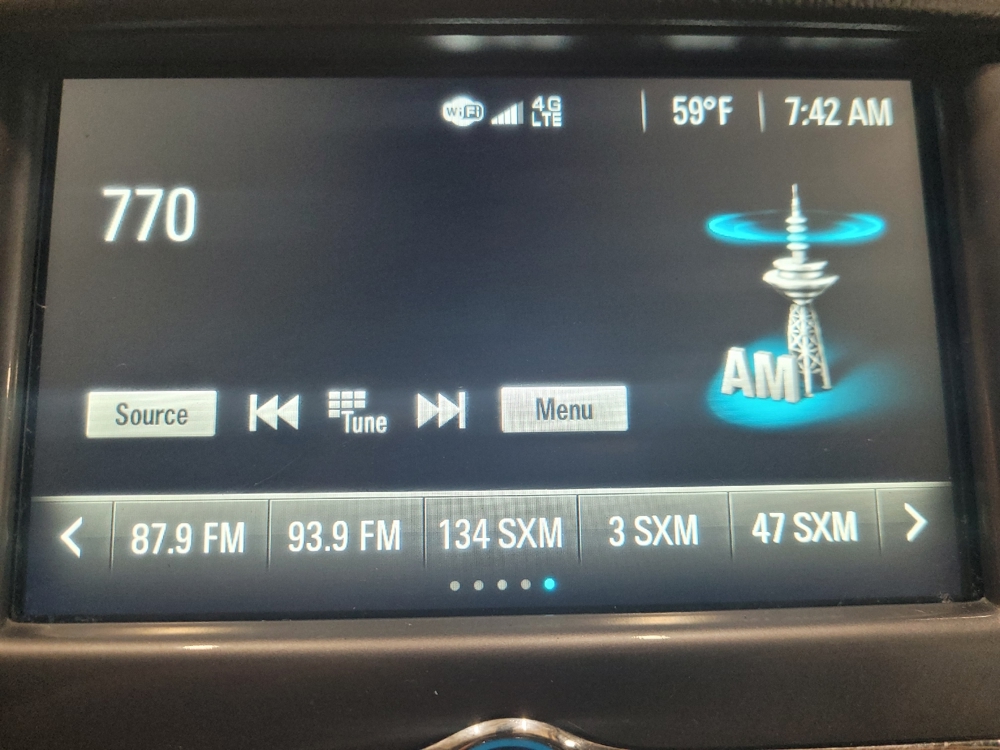 WiFi 4G LTE 59°F 7:42 AM
770
AM
Source Tune Menu
87.9 FM 93.9 FM 134 SXM 3 SXM 47 SXM